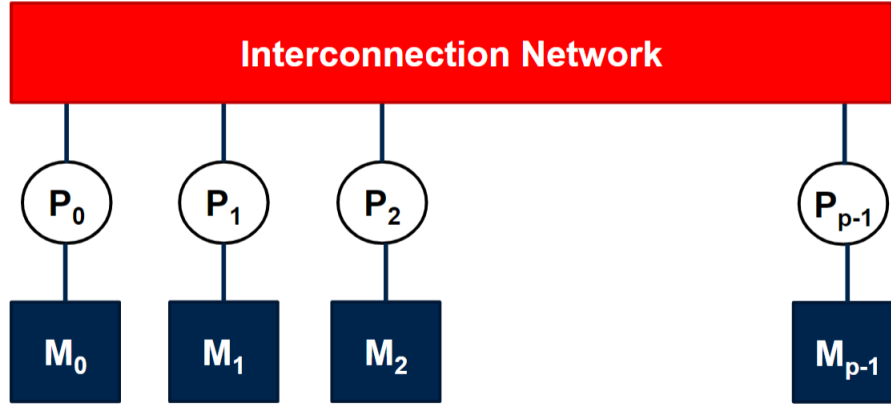 Interconnection Network
P₀ P₁ P₂ Pₚ₋₁
M₀ M₁ M₂ Mₚ₋₁